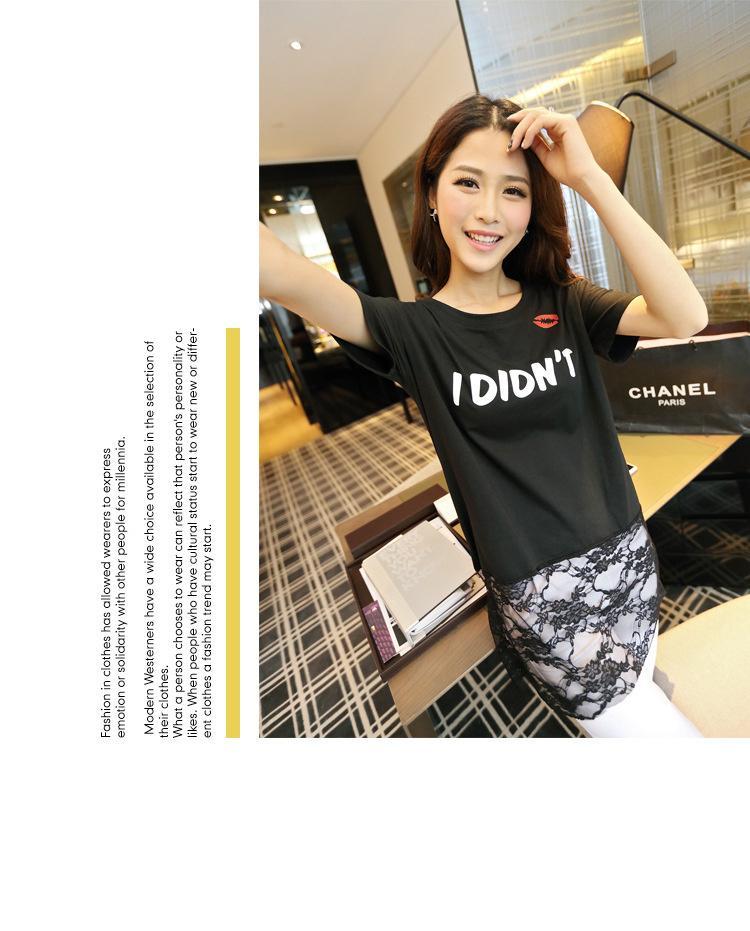 Fashion in clothes has allowed wearers to express
emotion or solidarity with other people for millennia.
Modern Westerners have a wide choice available in the selection of
their clothes.
What a person chooses to wear can reflect that person's personality or
likes. When people who have cultural status start to wear new or differ-
ent clothes a fashion trend may start.
I DIDN'T
CHANEL
PARIS